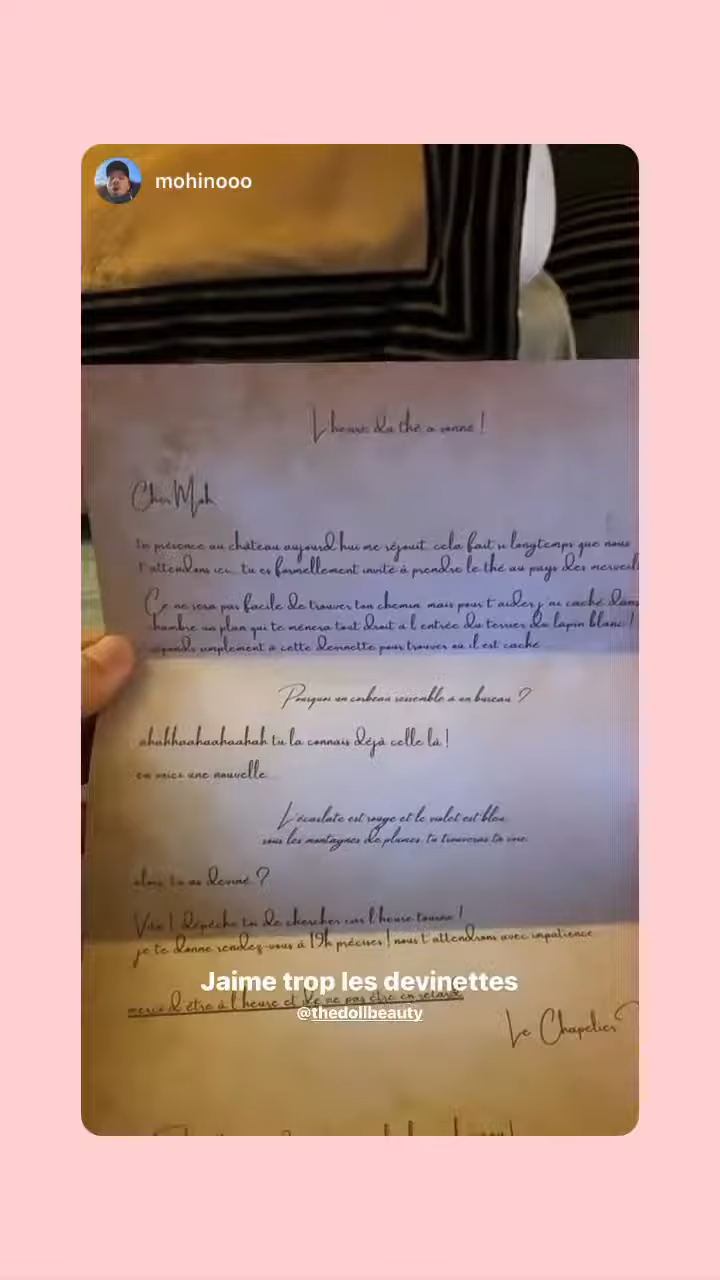 mohinooo
L'heure du thé a sonné !
Cher Moh
présence au château aujourd'hui me réjouit, cela fait si longtemps que nous
t'attendons ici... tu es formellement invité à prendre le thé au pays des
Ce ne sera pas facile de trouver ton chemin mais pour t'aider j'ai caché dans
un plan qui te mènera tout droit à l'entrée du terrier du lapin blanc !
simplement à cette devinette pour trouver où il est caché
Pourquoi un corbeau ressemble à un bureau ?
tu la connais déjà celle là !
en voici une nouvelle...
L'écarlate est rouge et le violet est bleu,
sous les montagnes de plumes, tu trouveras ta
alors tu as deviné ?
Vite ! dépêche toi de chercher car l'heure tourne !
je te donne rendez-vous à 19h précises ! nous t'attendrons avec impatience
Jaime trop les devinettes
merci d'être à l'heure et de ne pas être en retard
@thedollbeauty
Le Chapelier